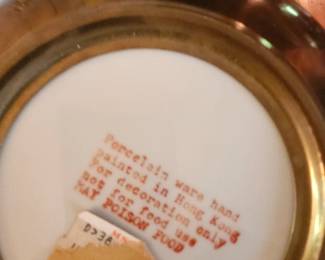 Porcelain ware hand
painted in Hong Kong
For decoration only
not for food use
MAY POISON FOOD